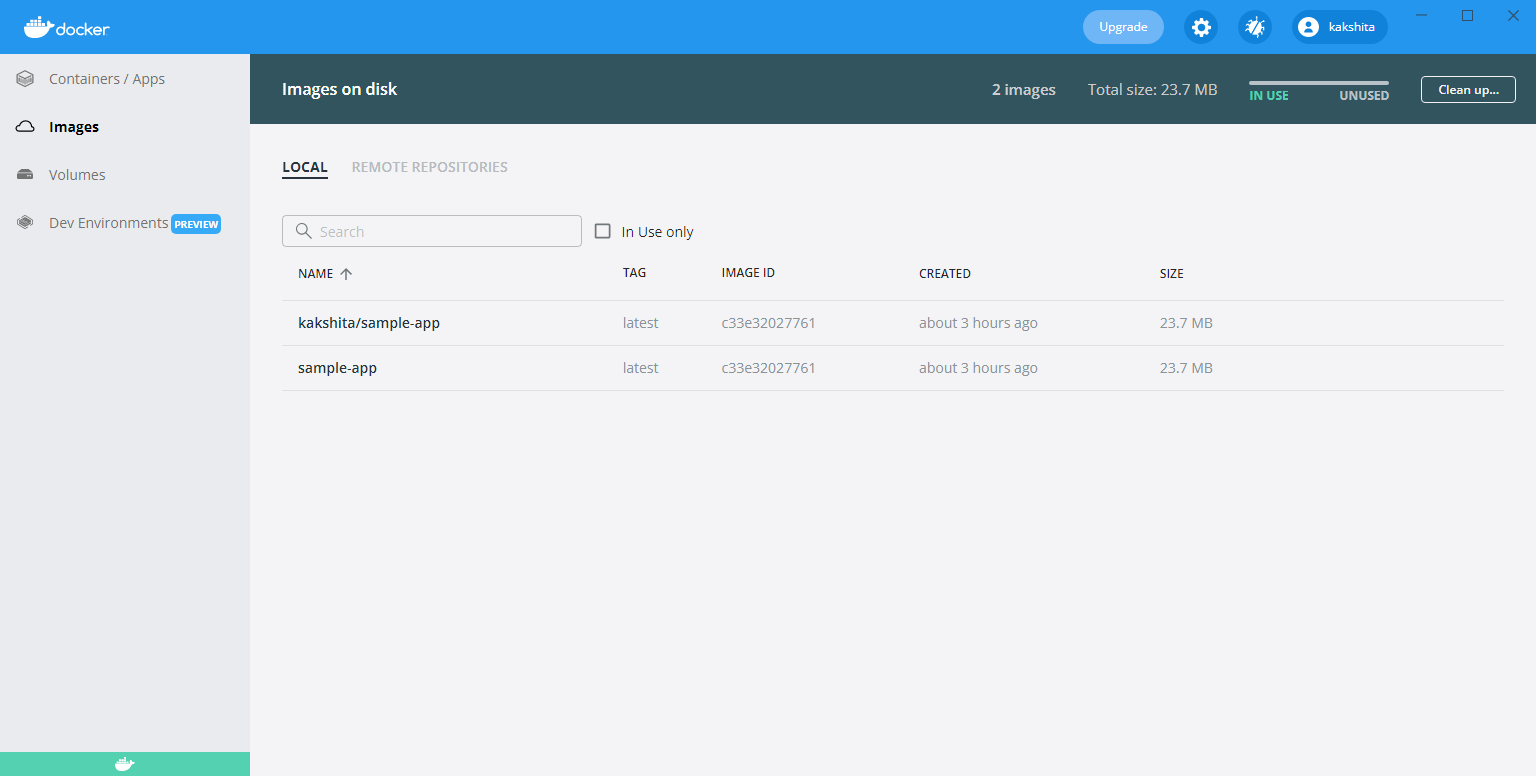 docker
Upgrade
kakshita
Containers / Apps
Images
Volumes
Dev Environments PREVIEW
Images on disk
2 images
Total size: 23.7 MB
IN USE UNUSED
Clean up...
LOCAL REMOTE REPOSITORIES
Search
In Use only
NAME TAG IMAGE ID CREATED SIZE
kakshita/sample-app latest c33e32027761 about 3 hours ago 23.7 MB
sample-app latest c33e32027761 about 3 hours ago 23.7 MB